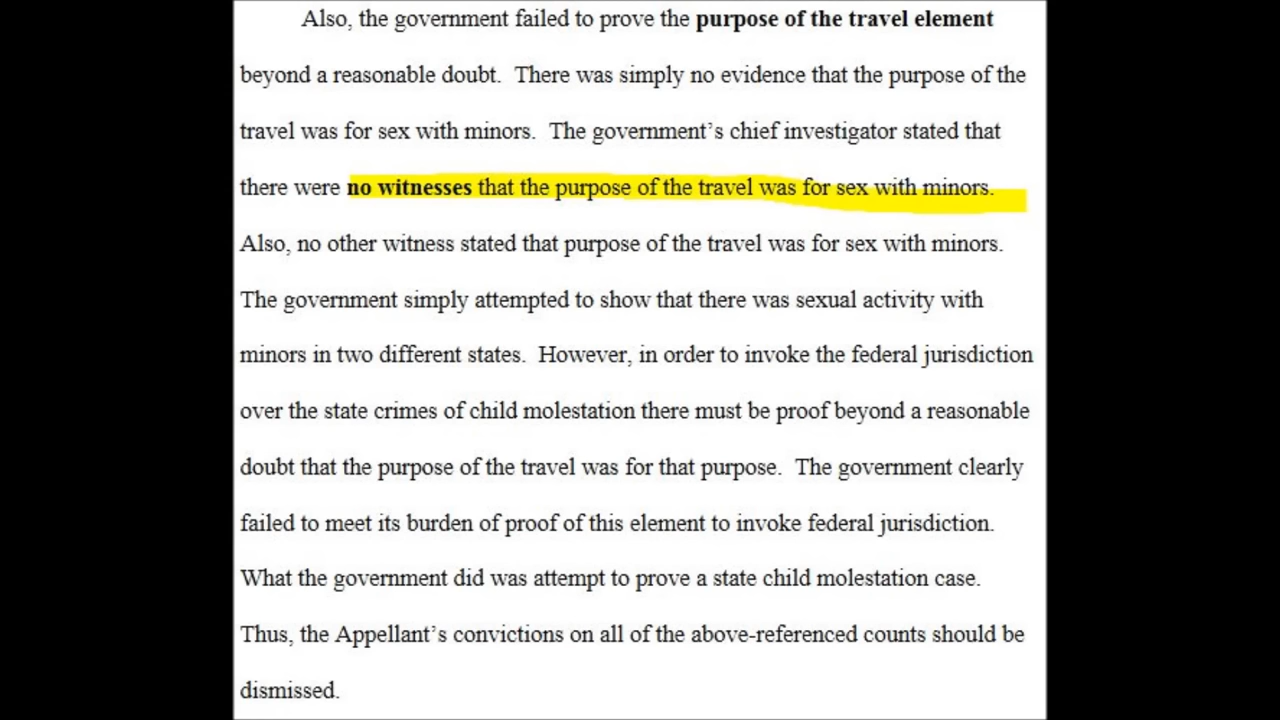 Also, the government failed to prove the purpose of the travel element
beyond a reasonable doubt. There was simply no evidence that the purpose of the
travel was for sex with minors. The government's chief investigator stated that
there were no witnesses that the purpose of the travel was for sex with minors.
Also, no other witness stated that purpose of the travel was for sex with minors.
The government simply attempted to show that there was sexual activity with
minors in two different states. However, in order to invoke the federal jurisdiction
over the state crimes of child molestation there must be proof beyond a reasonable
doubt that the purpose of the travel was for that purpose. The government clearly
failed to meet its burden of proof of this element to invoke federal jurisdiction.
What the government did was attempt to prove a state child molestation case.
Thus, the Appellant's convictions on all of the above-referenced counts should be
dismissed.